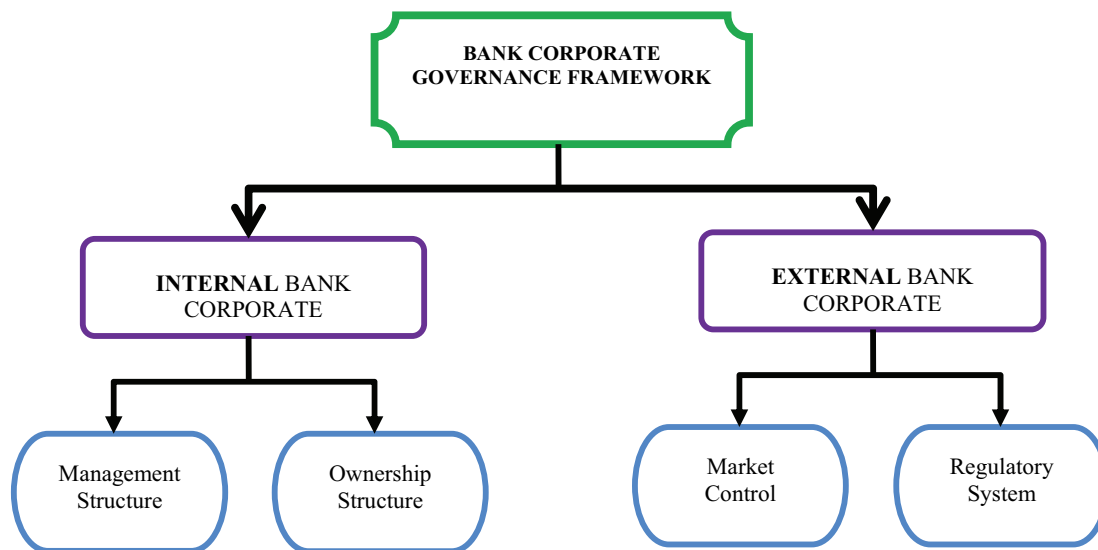 BANK CORPORATE
GOVERNANCE FRAMEWORK
INTERNAL BANK
CORPORATE
EXTERNAL BANK
CORPORATE
Management
Structure
Ownership
Structure
Market
Control
Regulatory
System